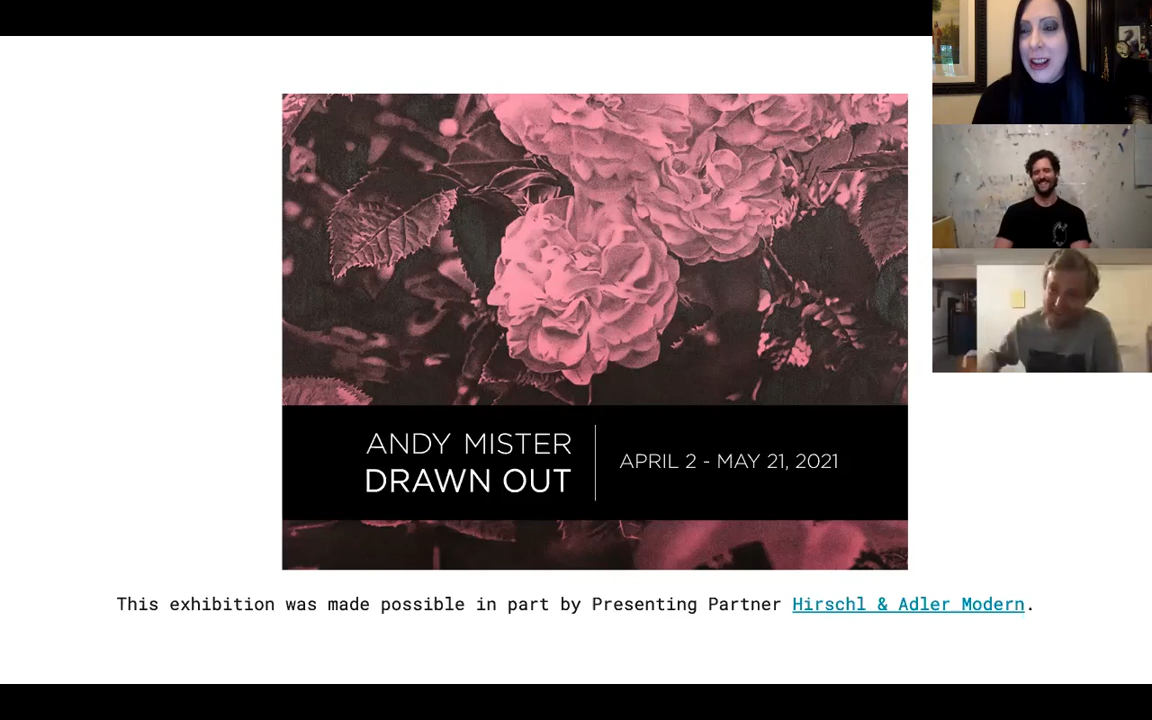 ANDY MISTER
DRAWN OUT
APRIL 2 - MAY 21, 2021
This exhibition was made possible in part by Presenting Partner Hirschl & Adler Modern.